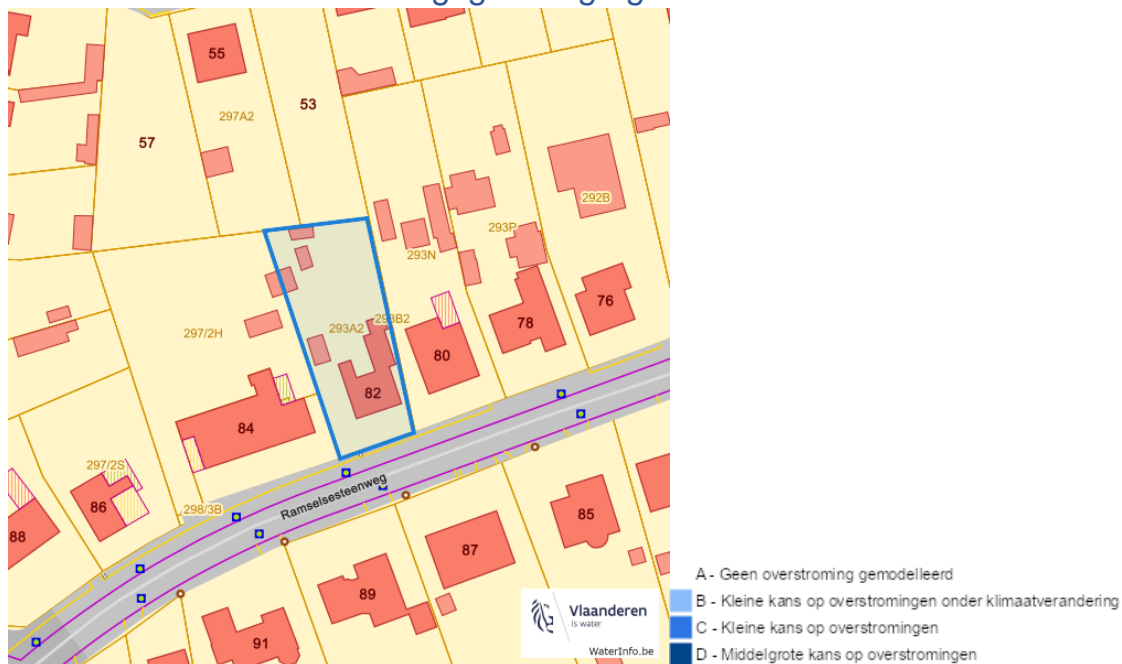 55
53
297A2
57
292B
293P
293N
297/2H
293A2
293B2
76
78
80
82
84
Ramselsesteenweg
297/2S
86
298/3B
88
85
87
89
91
Vlaanderen
is water
WaterInfo.be
A - Geen overstroming gemodelleerd
B - Kleine kans op overstromingen onder klimaatverandering
C - Kleine kans op overstromingen
D - Middelgrote kans op overstromingen